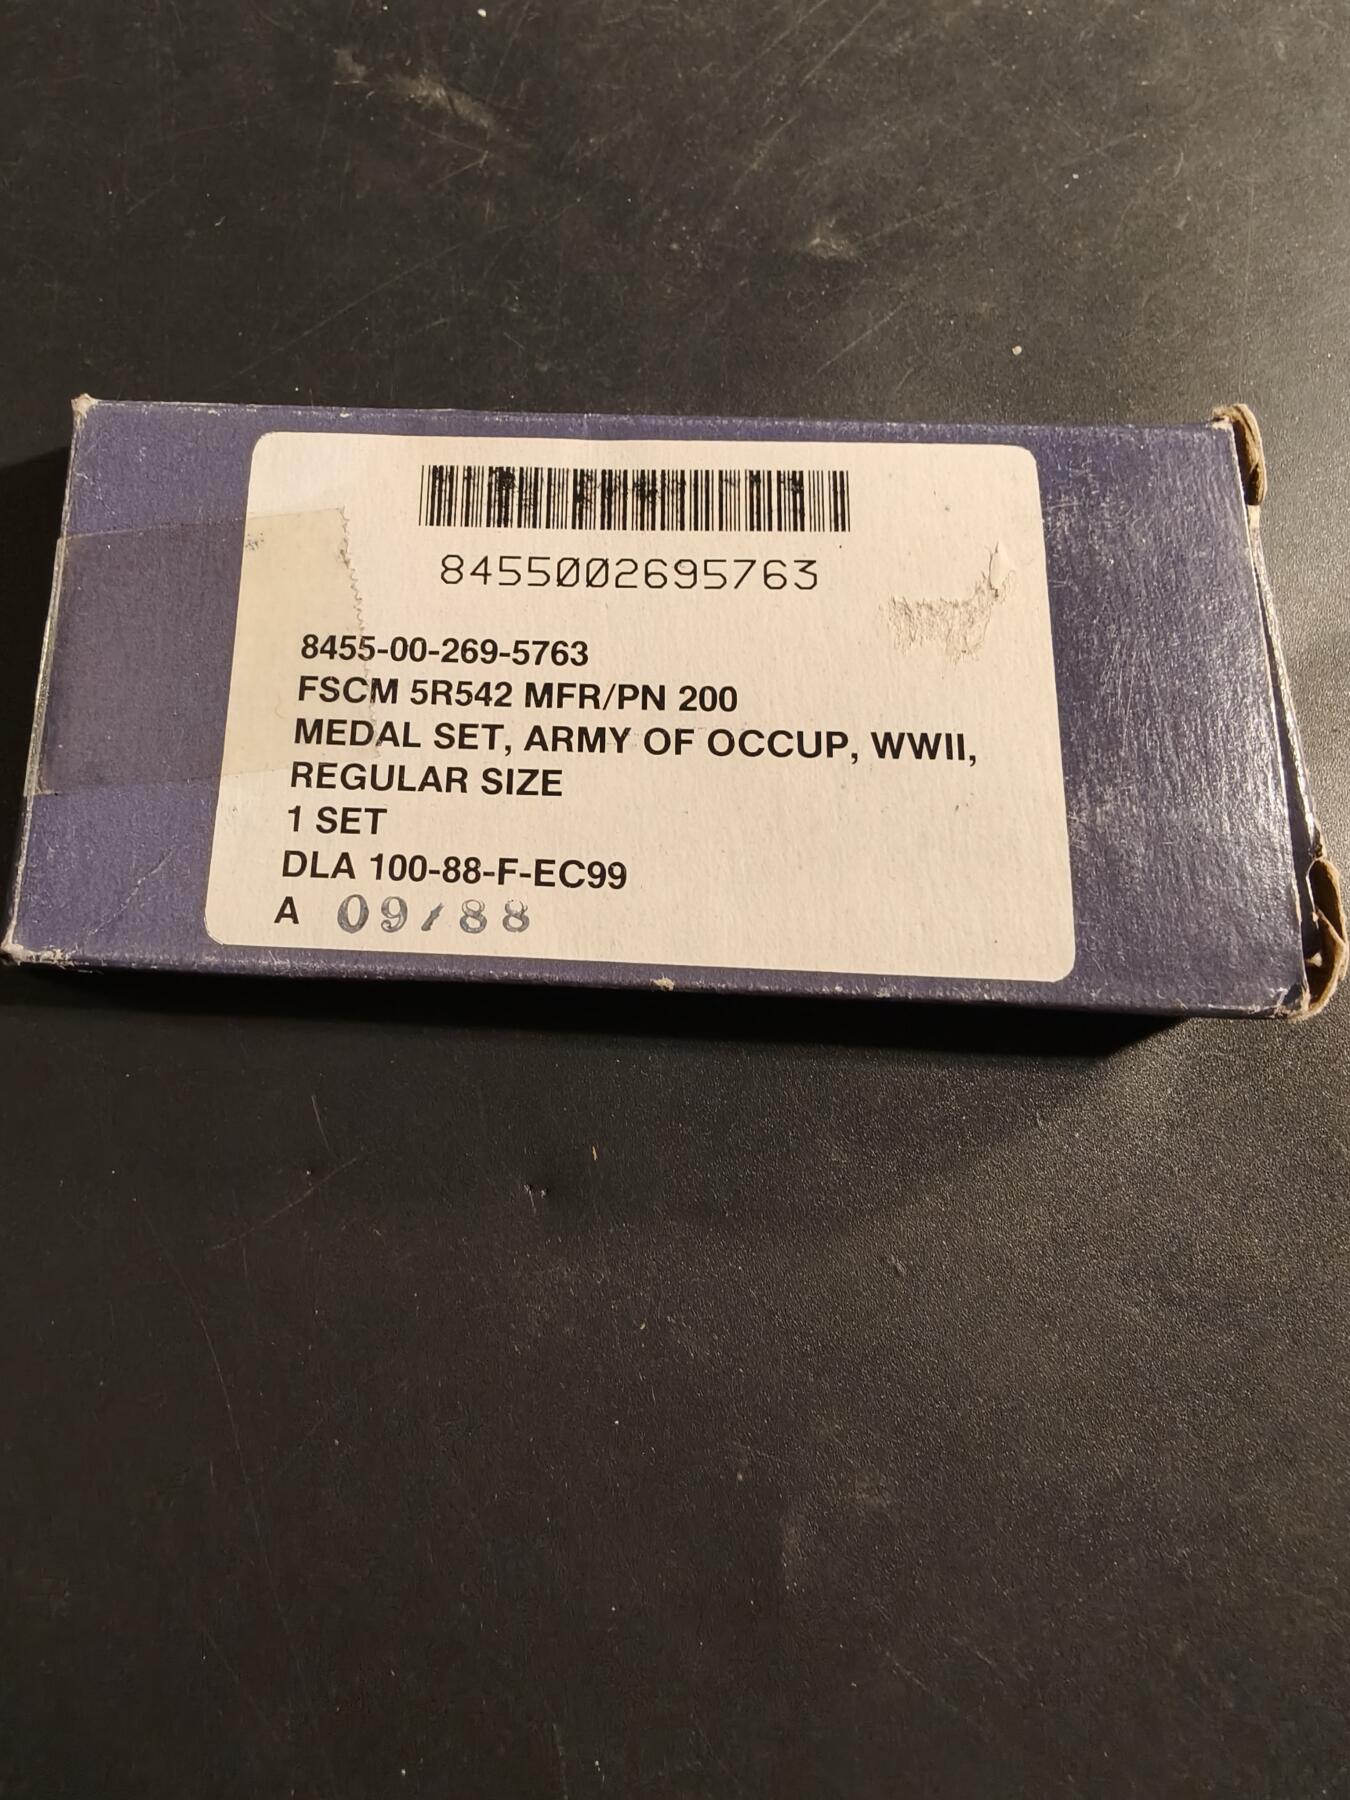 8455002695763
8455-00-269-5763
FSCM 5R542 MFR/PN 200
MEDAL SET, ARMY OF OCCUP, WWII,
REGULAR SIZE
1 SET
DLA 100-88-F-EC99
A 09/88